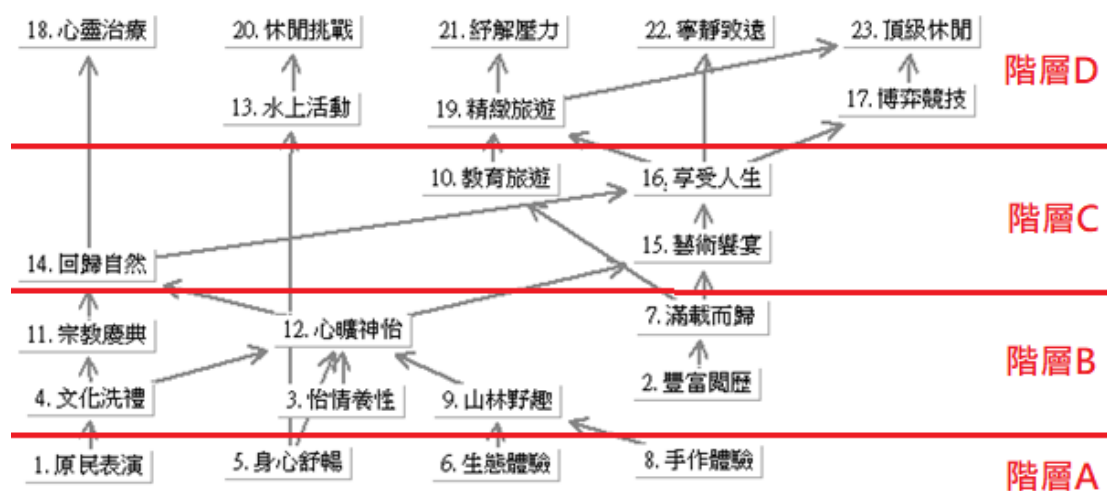 18. 心靈治療 20. 休閒挑戰 21. 紓解壓力 22. 寧靜致遠 23. 頂級休閒
階層D
13. 水上活動 19. 精緻旅遊 17. 博弈競技
10. 教育旅遊 16. 享受人生
階層C
14. 回歸自然 15. 藝術饗宴
11. 宗教慶典 12. 心曠神怡 7. 滿載而歸
階層B
4. 文化洗禮 3. 怡情養性 9. 山林野趣 2. 豐富閱歷
1. 原民表演 5. 身心舒暢 6. 生態體驗 8. 手作體驗
階層A